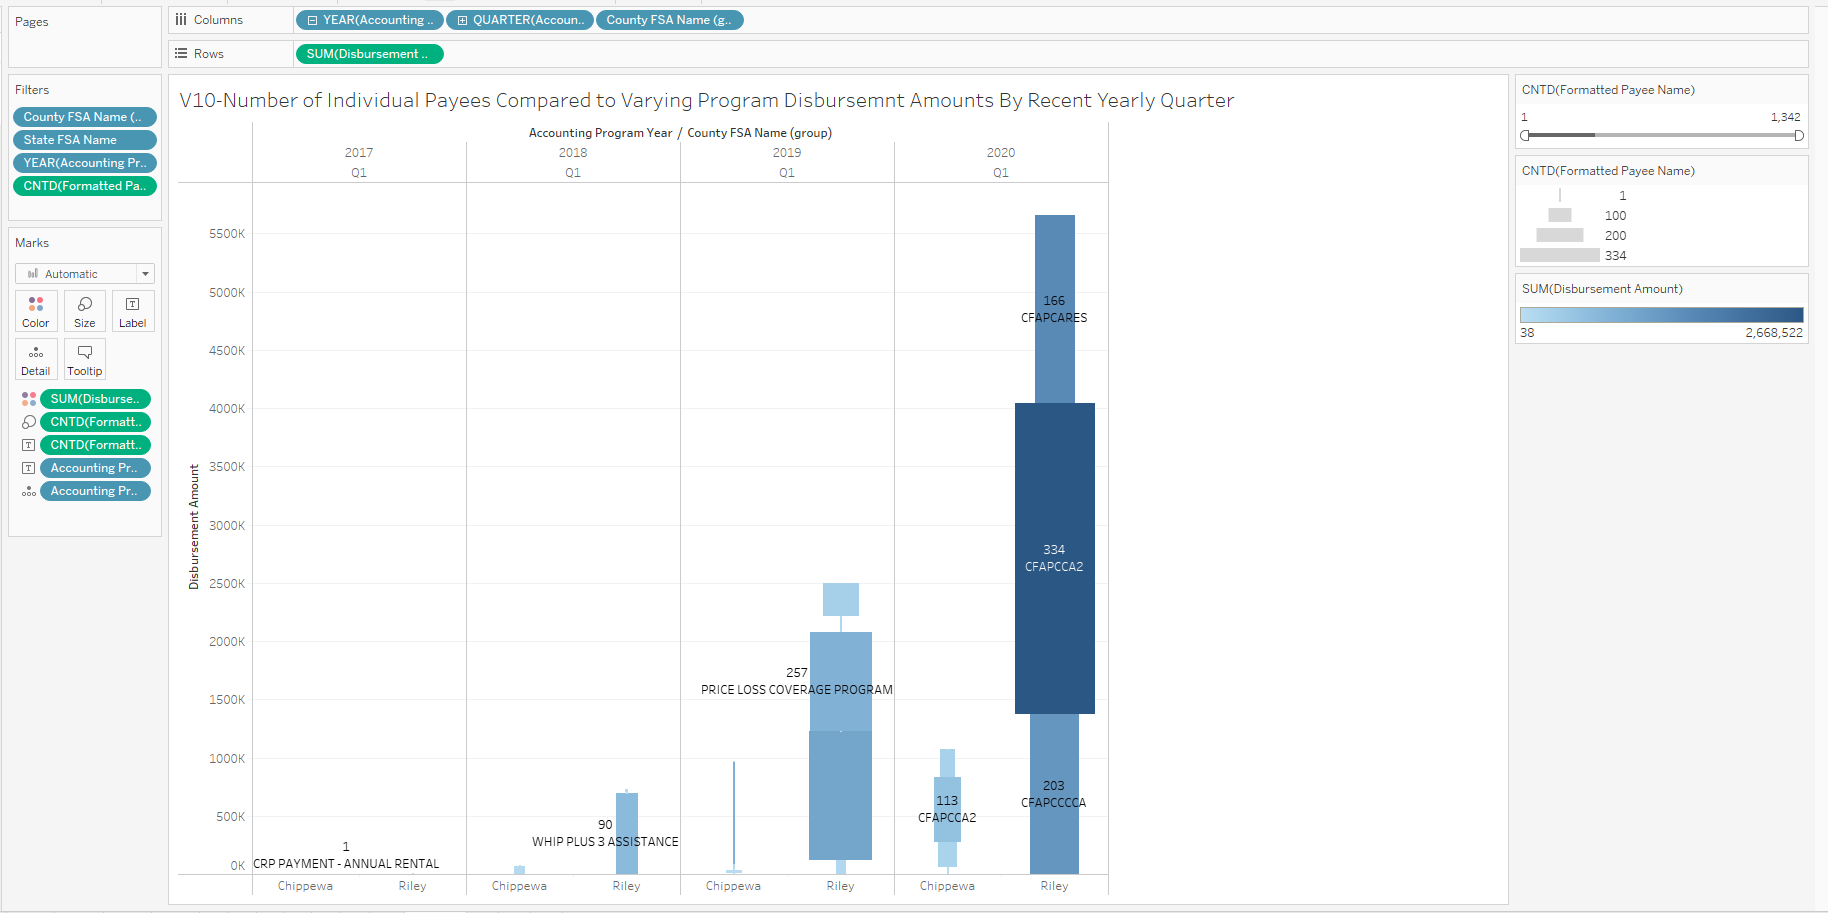 Pages
Columns
YEAR(Accounting ..
QUARTER(Accoun..
County FSA Name (g..
Rows
SUM(Disbursement ..
Filters
County FSA Name (..
State FSA Name
YEAR(Accounting Pr..
CNTD(Formatted Pa..
Marks
Automatic
Color
Size
Label
Detail
Tooltip
SUM(Disburse..
CNTD(Formatt..
CNTD(Formatt..
Accounting Pr..
Accounting Pr..
V10-Number of Individual Payees Compared to Varying Program Disbursemnt Amounts By Recent Yearly Quarter
Accounting Program Year / County FSA Name (group)
2017
2018
2019
2020
Q1
Q1
Q1
Q1
Disbursement Amount
5500K
5000K
4500K
4000K
3500K
3000K
2500K
2000K
1500K
1000K
500K
0K
1
CRP PAYMENT - ANNUAL RENTAL
90
WHIP PLUS 3 ASSISTANCE
257
PRICE LOSS COVERAGE PROGRAM
113
CFAPCCA2
166
CFAPCARES
334
CFAPCCA2
203
CFAPCCCCA
Chippewa
Riley
Chippewa
Riley
Chippewa
Riley
Chippewa
Riley
CNTD(Formatted Payee Name)
1
1,342
CNTD(Formatted Payee Name)
1
100
200
334
SUM(Disbursement Amount)
38
2,668,522